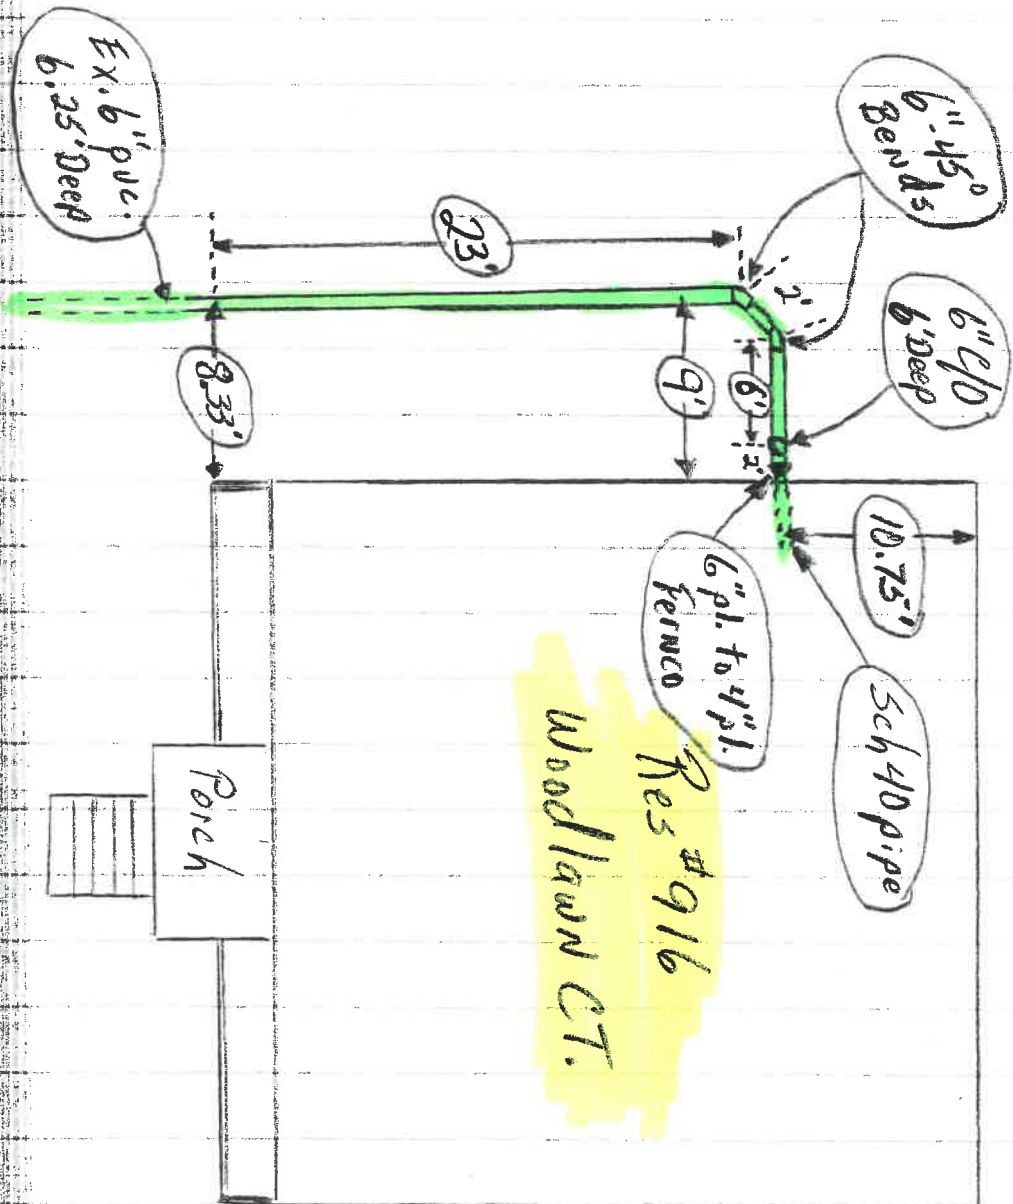 6"-45°
Bends
6" C/O
6' Deep
10.75'
Sch 40 pipe
2'
6'
2'
9'
23'
6" pl. to 4" pl.
Fernco
Res #916
Woodlawn CT.
Ex. 6" pvc.
6.25' Deep
8.33'
Porch